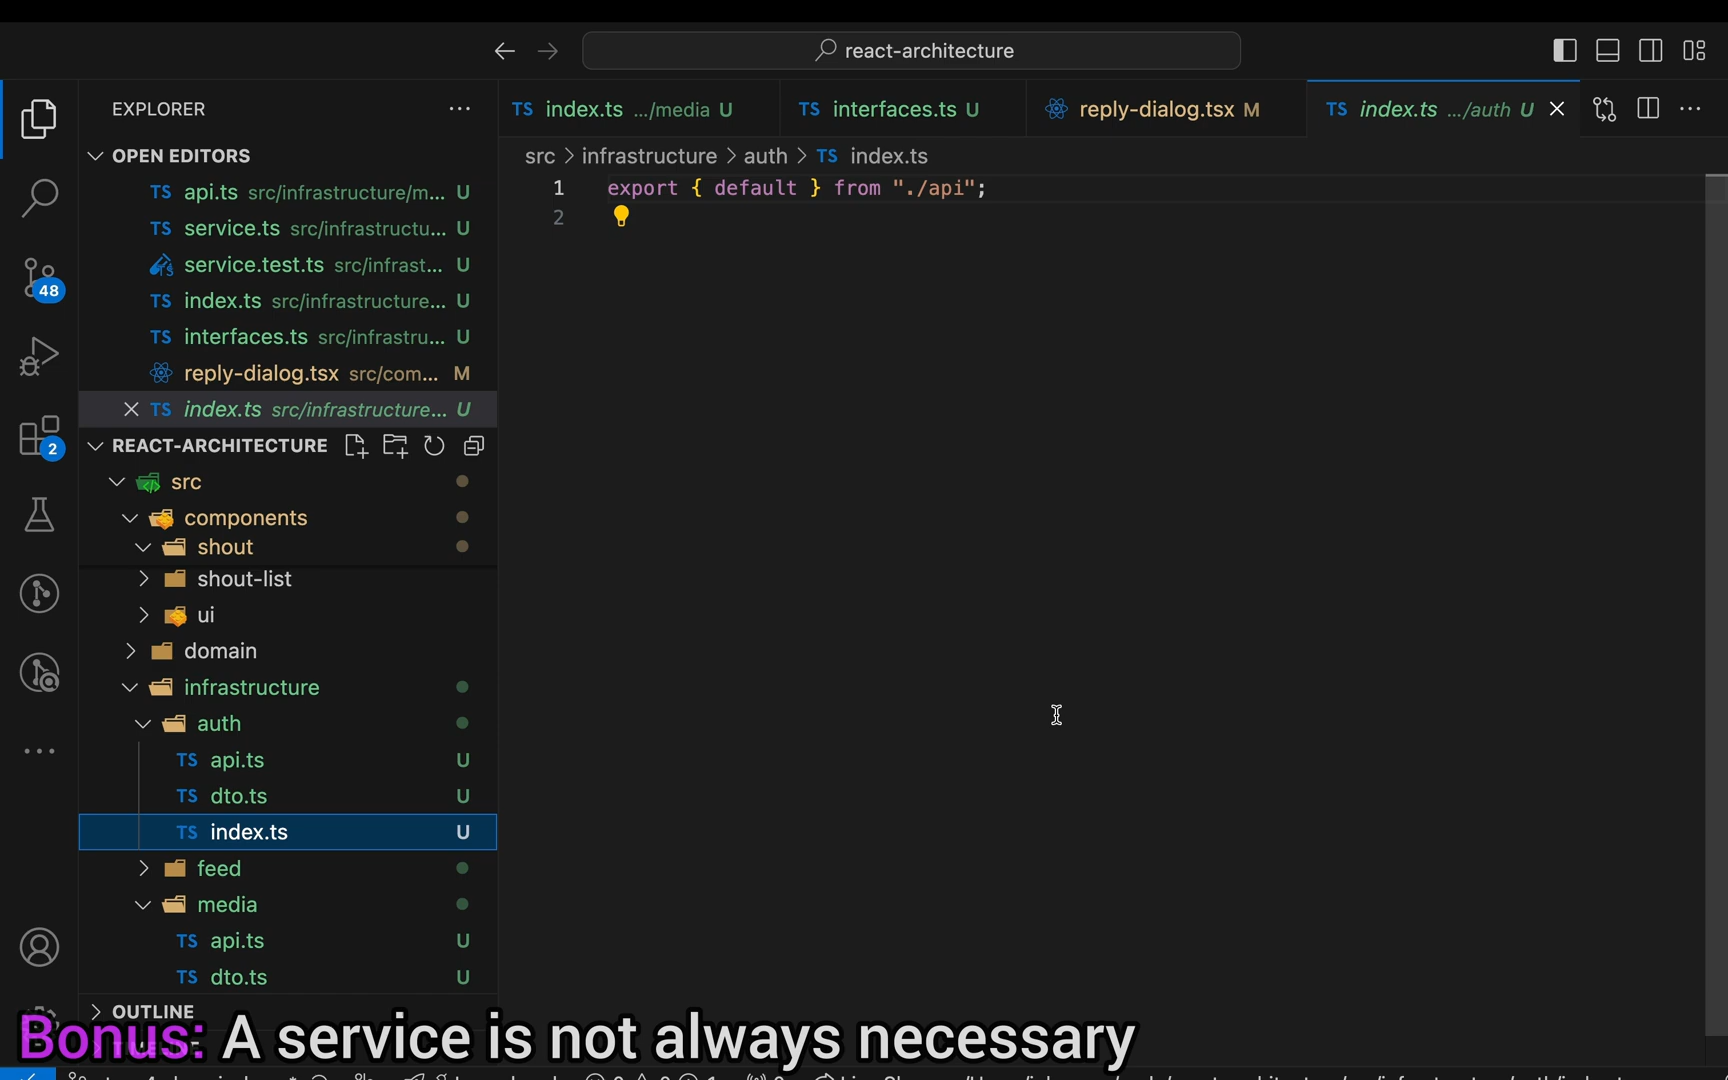 react-architecture
EXPLORER
OPEN EDITORS
TS api.ts src/infrastructure/m... U
TS service.ts src/infrastructu... U
service.test.ts src/infrast... U
TS index.ts src/infrastructure... U
TS interfaces.ts src/infrastru... U
reply-dialog.tsx src/com... M
TS index.ts src/infrastructure... U
REACT-ARCHITECTURE
src
components
shout
shout-list
ui
domain
infrastructure
auth
TS api.ts U
TS dto.ts U
TS index.ts U
feed
media
TS api.ts U
TS dto.ts U
OUTLINE
48
2
TS index.ts .../media U
TS interfaces.ts U
reply-dialog.tsx M
TS index.ts .../auth U
src > infrastructure > auth > TS index.ts
1 export { default } from "./api";
2
Bonus: A service is not always necessary